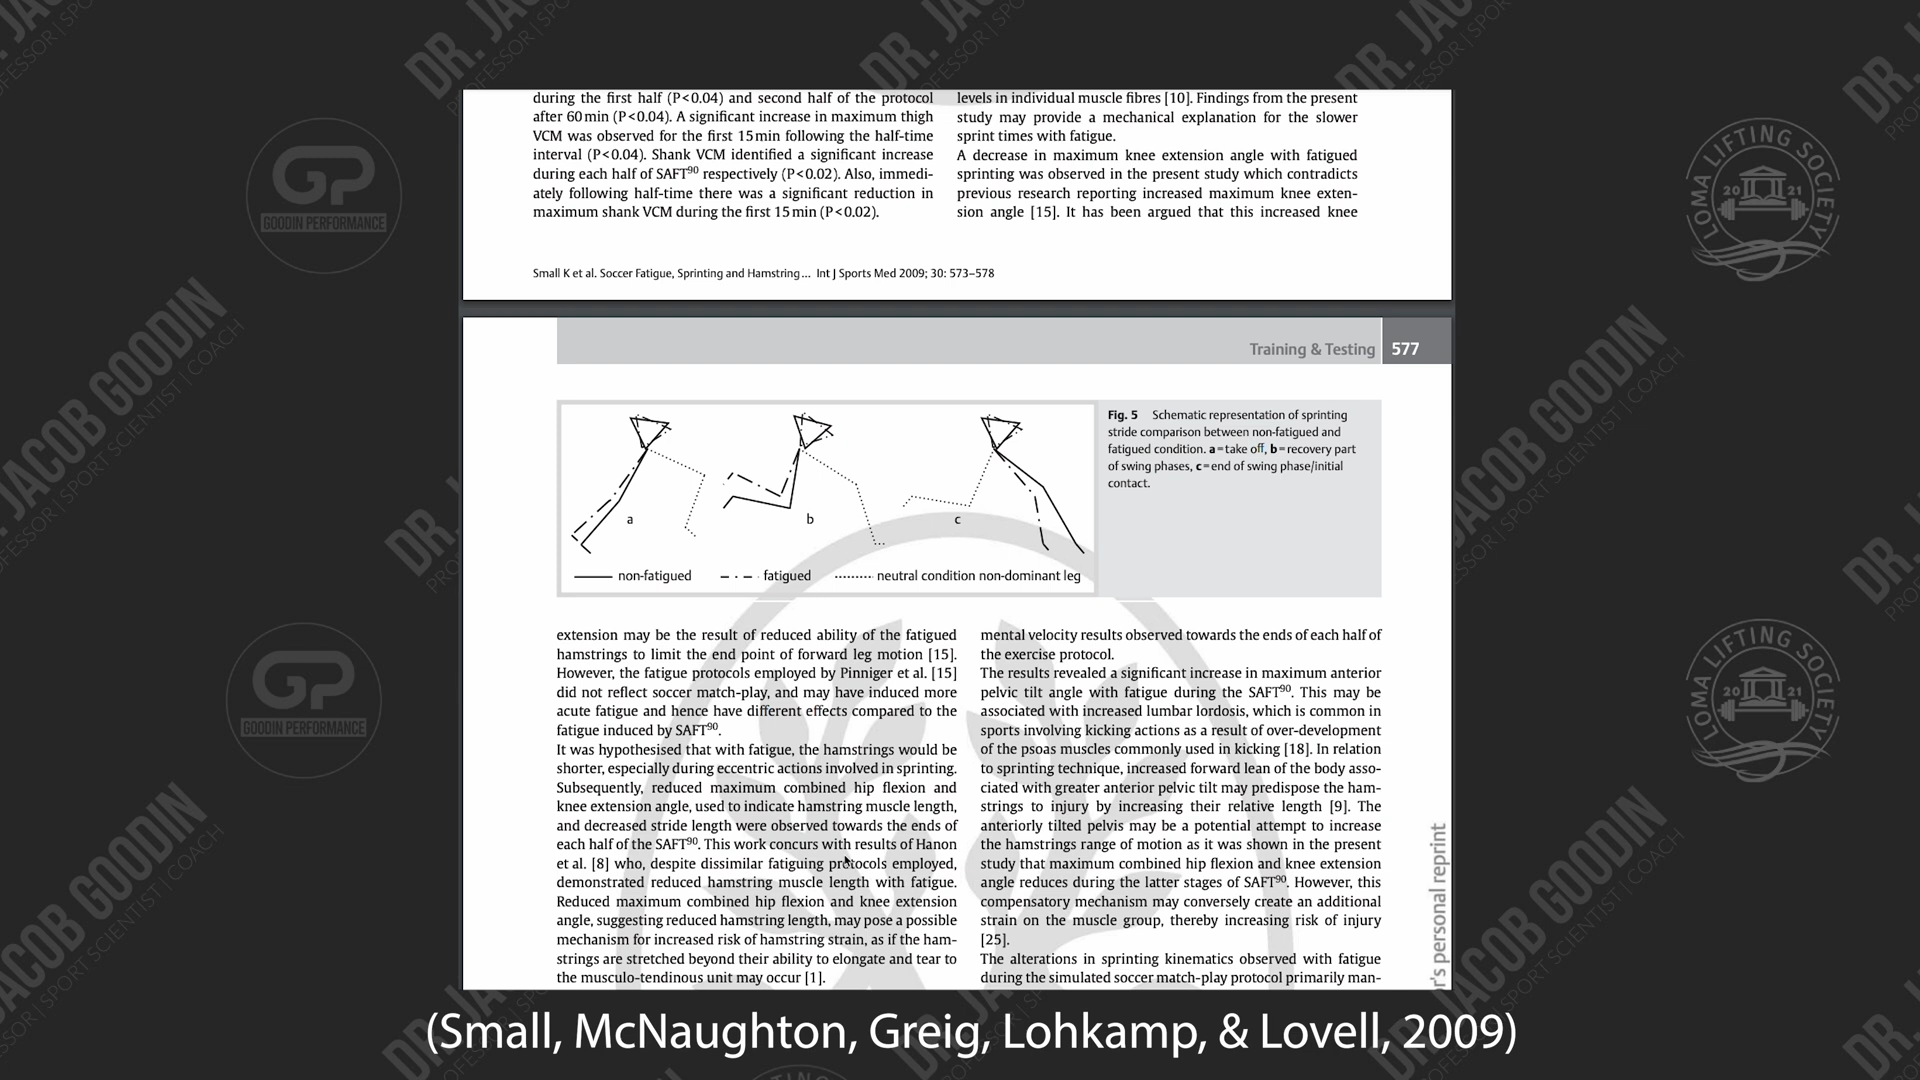 during the first half (P<0.04) and second half of the protocol
after 60 min (P<0.04). A significant increase in maximum thigh
VCM was observed for the first 15 min following the half-time
interval (P<0.04). Shank VCM identified a significant increase
during each half of SAFT90 respectively (P<0.02). Also, immedi-
ately following half-time there was a significant reduction in
maximum shank VCM during the first 15 min (P<0.02).
levels in individual muscle fibres [10]. Findings from the present
study may provide a mechanical explanation for the slower
sprint times with fatigue.
A decrease in maximum knee extension angle with fatigued
sprinting was observed in the present study which contradicts
previous research reporting increased maximum knee exten-
sion angle [15]. It has been argued that this increased knee
Small K et al. Soccer Fatigue, Sprinting and Hamstring... Int J Sports Med 2009; 30: 573–578
Training & Testing 577
a b c
non-fatigued fatigued neutral condition non-dominant leg
Fig. 5 Schematic representation of sprinting
stride comparison between non-fatigued and
fatigued condition. a=take off, b=recovery part
of swing phases, c=end of swing phase/initial
contact.
extension may be the result of reduced ability of the fatigued
hamstrings to limit the end point of forward leg motion [15].
However, the fatigue protocols employed by Pinniger et al. [15]
did not reflect soccer match-play, and may have induced more
acute fatigue and hence have different effects compared to the
fatigue induced by SAFT90.
It was hypothesised that with fatigue, the hamstrings would be
shorter, especially during eccentric actions involved in sprinting.
Subsequently, reduced maximum combined hip flexion and
knee extension angle, used to indicate hamstring muscle length,
and decreased stride length were observed towards the ends of
each half of the SAFT90. This work concurs with results of Hanon
et al. [8] who, despite dissimilar fatiguing protocols employed,
demonstrated reduced hamstring muscle length with fatigue.
Reduced maximum combined hip flexion and knee extension
angle, suggesting reduced hamstring length, may pose a possible
mechanism for increased risk of hamstring strain, as if the ham-
strings are stretched beyond their ability to elongate and tear to
the musculo-tendinous unit may occur [1].
mental velocity results observed towards the ends of each half of
the exercise protocol.
The results revealed a significant increase in maximum anterior
pelvic tilt angle with fatigue during the SAFT90. This may be
associated with increased lumbar lordosis, which is common in
sports involving kicking actions as a result of over-development
of the psoas muscles commonly used in kicking [18]. In relation
to sprinting technique, increased forward lean of the body asso-
ciated with greater anterior pelvic tilt may predispose the ham-
strings to injury by increasing their relative length [9]. The
anteriorly tilted pelvis may be a potential attempt to increase
the hamstrings range of motion as it was shown in the present
study that maximum combined hip flexion and knee extension
angle reduces during the latter stages of SAFT90. However, this
compensatory mechanism may conversely create an additional
strain on the muscle group, thereby increasing risk of injury
[25].
The alterations in sprinting kinematics observed with fatigue
during the simulated soccer match-play protocol primarily man-
r's personal reprint
(Small, McNaughton, Greig, Lohkamp, & Lovell, 2009)
GP
GOODIN PERFORMANCE
GP
GOODIN PERFORMANCE
LOMA LIFTING SOCIETY
2021
LOMA LIFTING SOCIETY
2021
DR. JACOB GOODIN
PROFESSOR | SPORT SCIENTIST | COACH